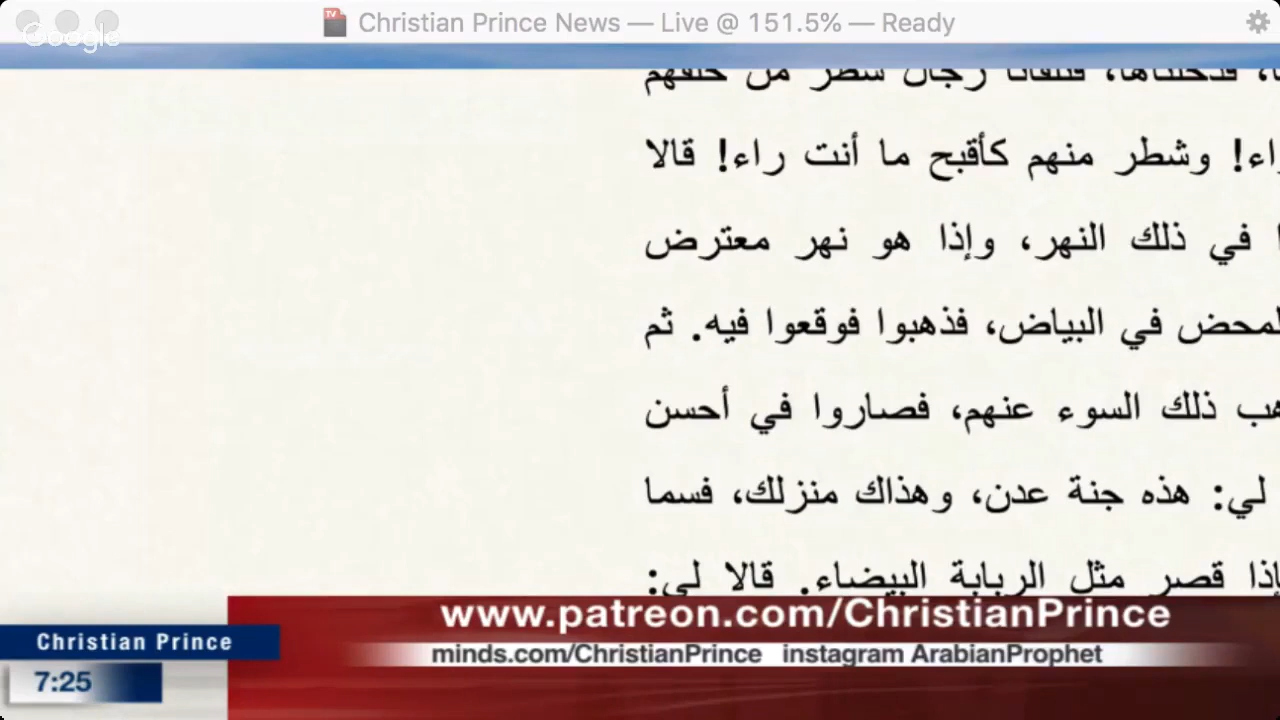 Google
Christian Prince News — Live @ 151.5% — Ready
فدخلناها، فتلقانا رجال شطر من خلقهم
راء! وشطر منهم كأقبح ما أنت راء! قالا
في ذلك النهر، وإذا هو نهر معترض
المحض في البياض، فذهبوا فوقعوا فيه. ثم
ذلك السوء عنهم، فصاروا في أحسن
لي: هذه جنة عدن، وهذاك منزلك، فسما
قصر مثل الربابة البيضاء. قالا لي:
www.patreon.com/ChristianPrince
Christian Prince
minds.com/ChristianPrince instagram ArabianProphet
7:25